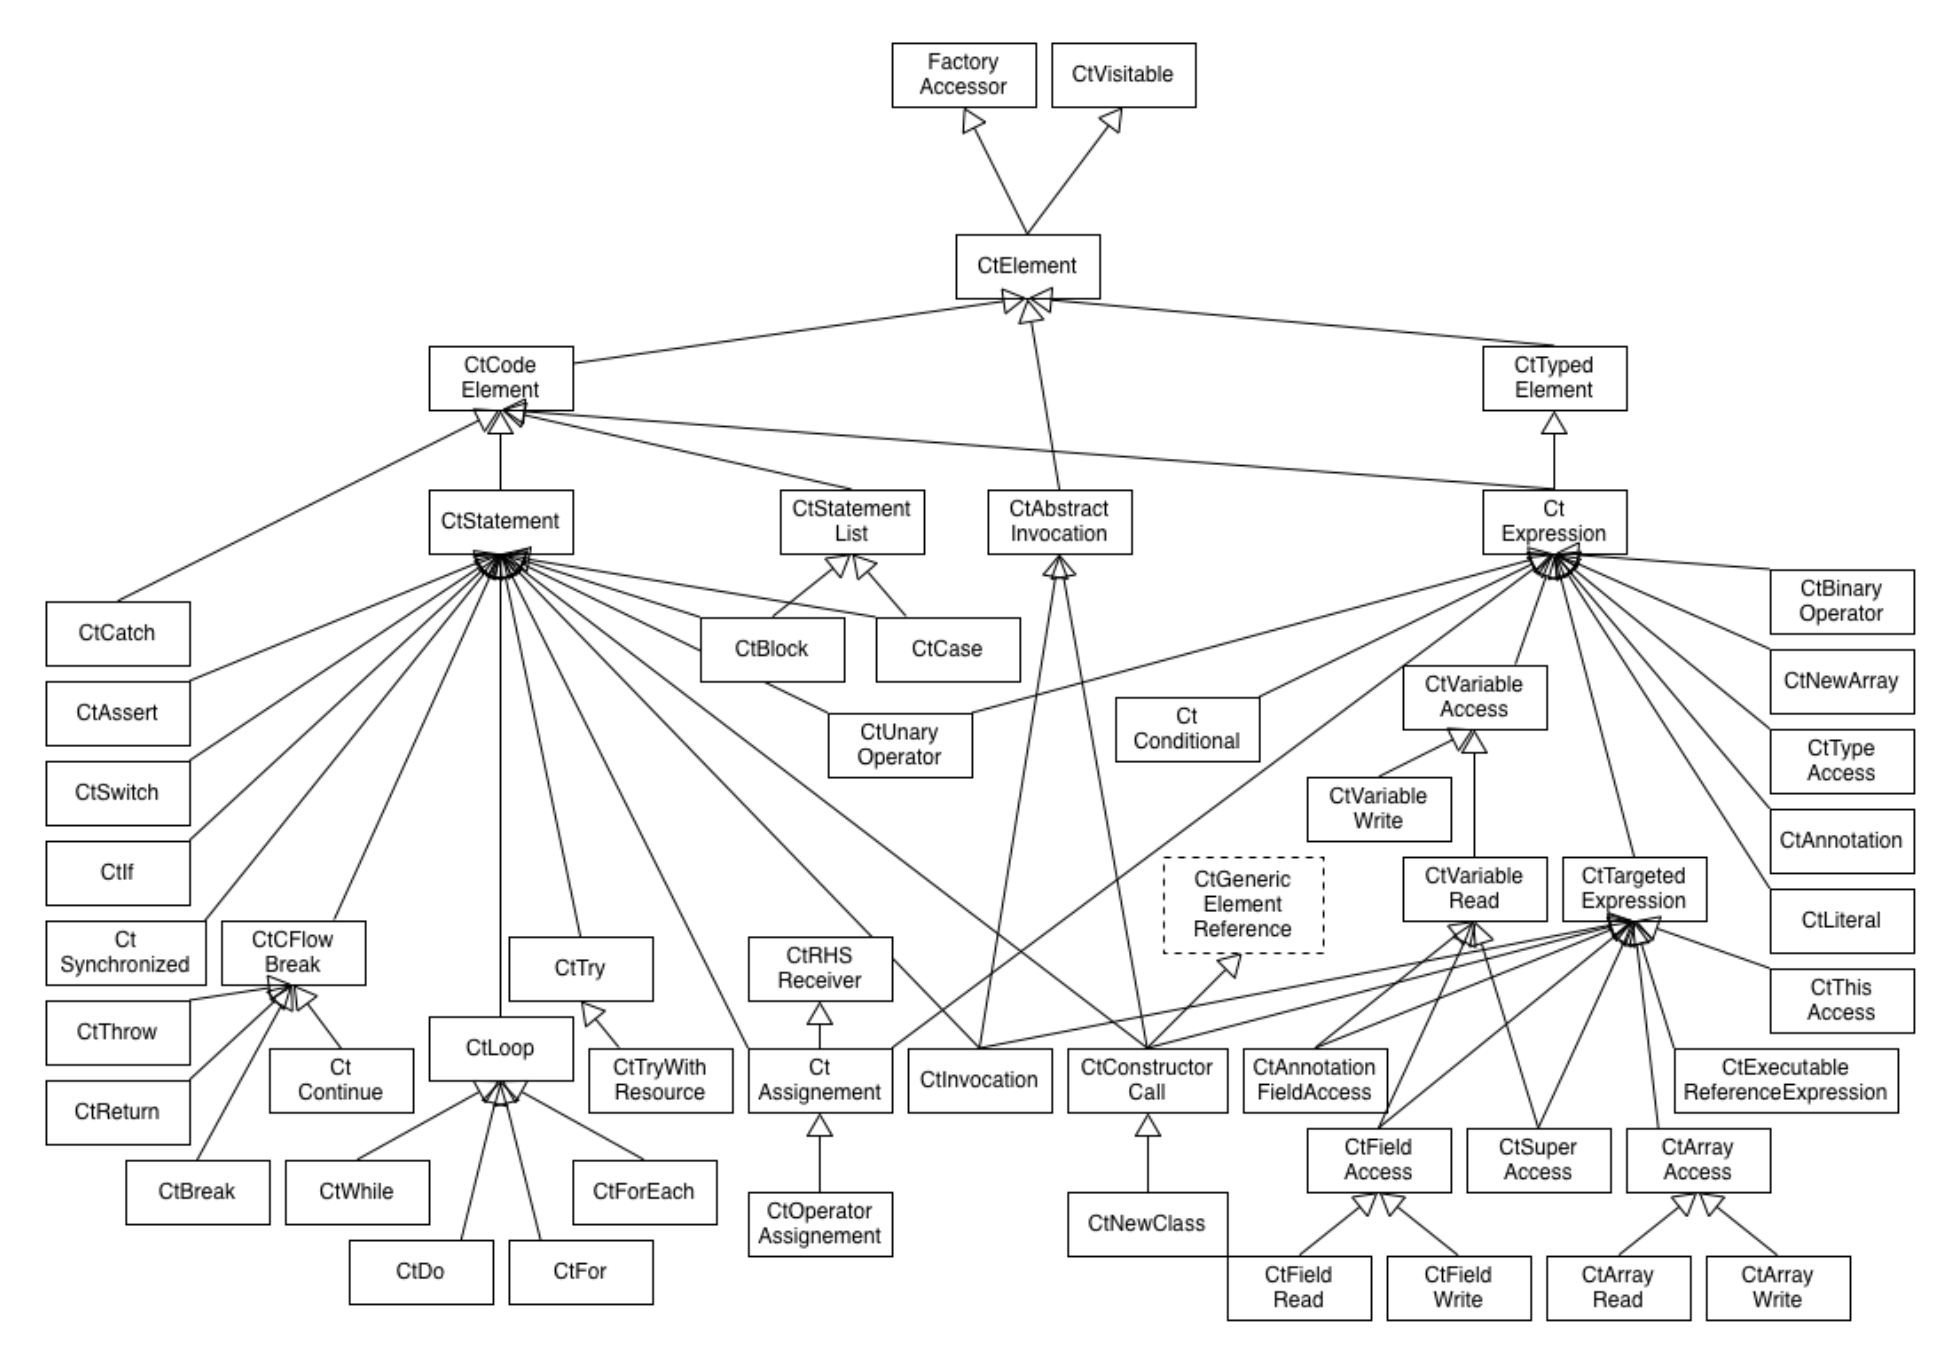 Factory
Accessor
CtVisitable
CtElement
CtCode
Element
CtTyped
Element
CtStatement
CtStatement
List
CtAbstract
Invocation
Ct
Expression
CtCatch
CtBlock
CtCase
CtBinary
Operator
CtAssert
CtUnary
Operator
Ct
Conditional
CtVariable
Access
CtNewArray
CtSwitch
CtVariable
Write
CtType
Access
CtIf
CtGeneric
Element
Reference
CtVariable
Read
CtTargeted
Expression
CtAnnotation
Ct
Synchronized
CtCFlow
Break
CtTry
CtRHS
Receiver
CtLiteral
CtThrow
Ct
Continue
CtLoop
CtTryWith
Resource
Ct
Assignement
CtInvocation
CtConstructor
Call
CtAnnotation
FieldAccess
CtExecutable
ReferenceExpression
CtThis
Access
CtReturn
CtBreak
CtWhile
CtForEach
CtOperator
Assignement
CtNewClass
CtField
Access
CtSuper
Access
CtArray
Access
CtDo
CtFor
CtField
Read
CtField
Write
CtArray
Read
CtArray
Write